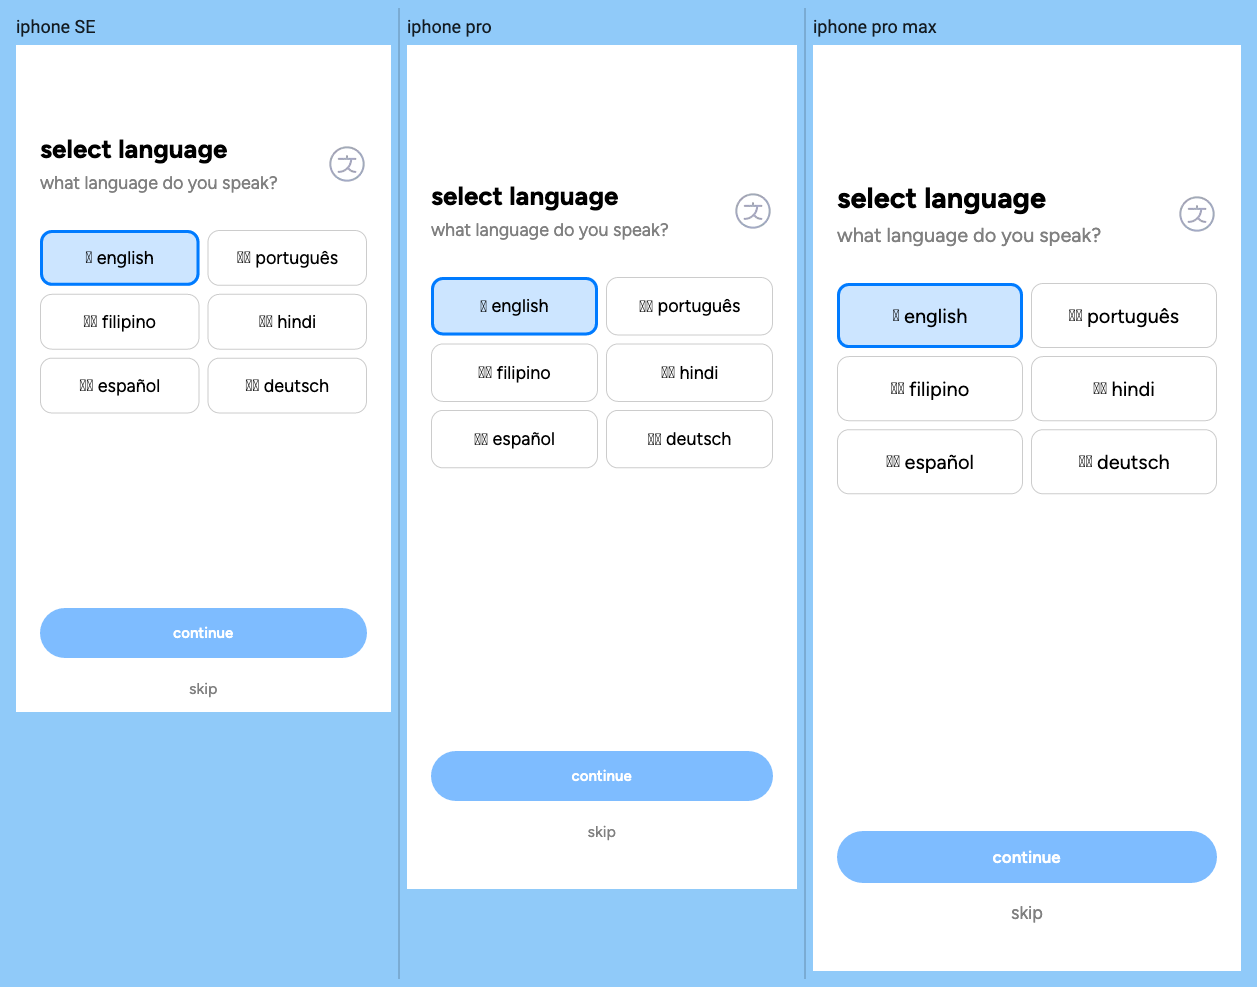 iphone SE
select language
what language do you speak?
文
english
português
filipino
hindi
español
deutsch
continue
skip
iphone pro
select language
what language do you speak?
文
english
português
filipino
hindi
español
deutsch
continue
skip
iphone pro max
select language
what language do you speak?
文
english
português
filipino
hindi
español
deutsch
continue
skip